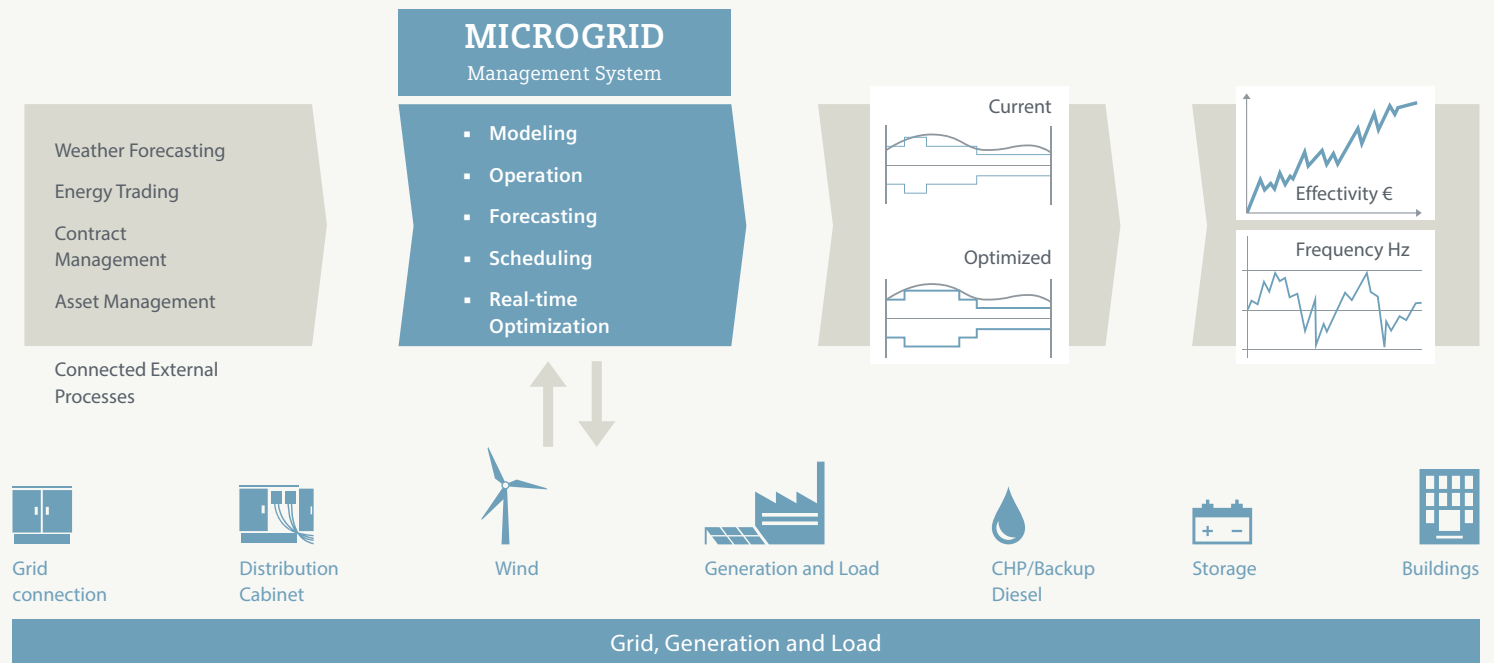 MICROGRID
Management System
Weather Forecasting
Energy Trading
Contract
Management
Asset Management
Connected External
Processes
▪ Modeling
▪ Operation
▪ Forecasting
▪ Scheduling
▪ Real-time
Optimization
Current
Optimized
Effectivity €
Frequency Hz
Grid
connection
Distribution
Cabinet
Wind
Generation and Load
CHP/Backup
Diesel
+ −
Storage
Buildings
Grid, Generation and Load